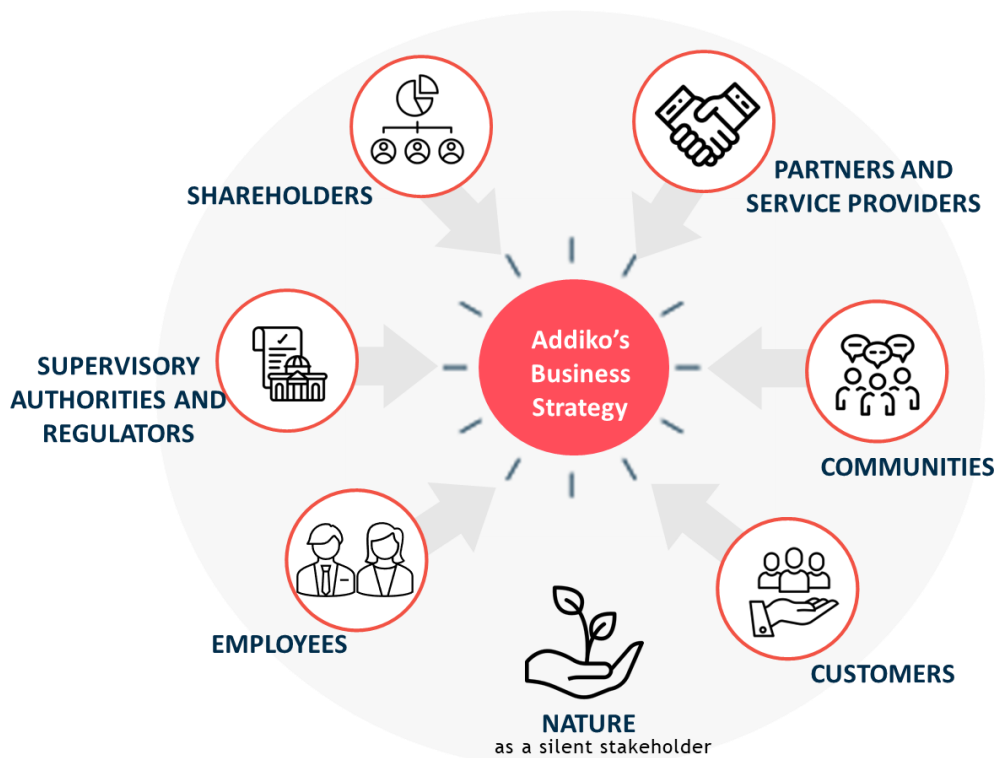 SHAREHOLDERS
PARTNERS AND
SERVICE PROVIDERS
Addiko's
Business
Strategy
SUPERVISORY
AUTHORITIES AND
REGULATORS
COMMUNITIES
EMPLOYEES
CUSTOMERS
NATURE
as a silent stakeholder